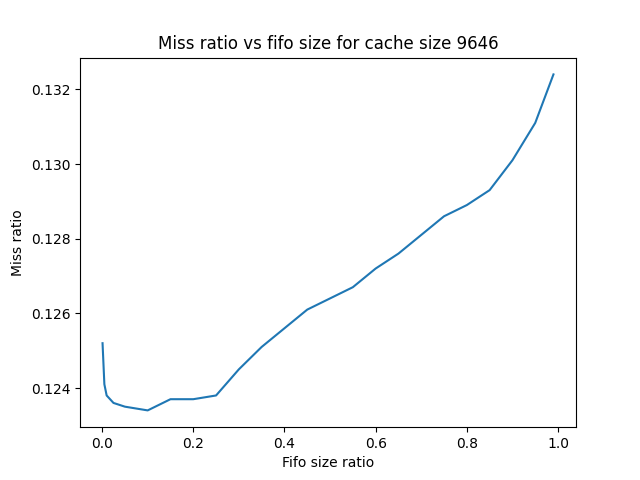 Miss ratio vs fifo size for cache size 9646
0.132
0.130
0.128
0.126
0.124
Miss ratio
0.0 0.2 0.4 0.6 0.8 1.0
Fifo size ratio